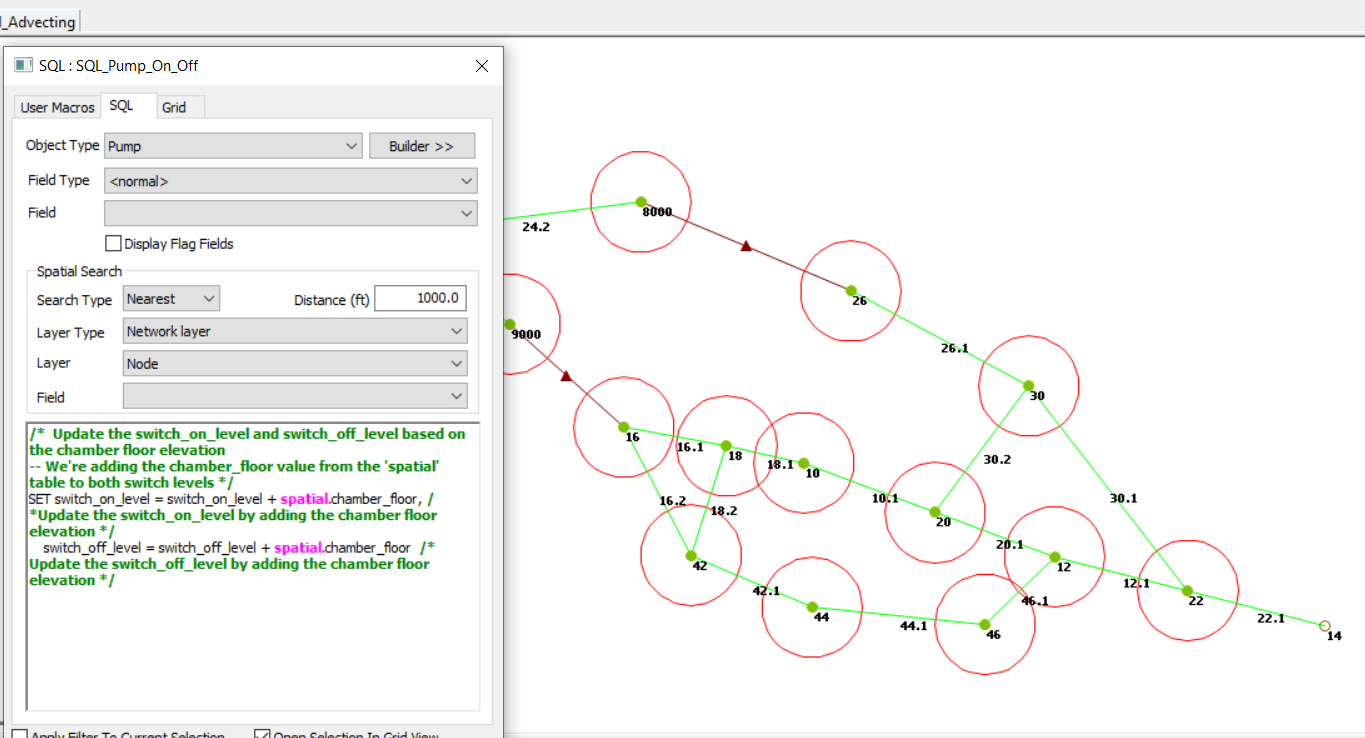 _Advecting
SQL : SQL_Pump_On_Off
User Macros SQL Grid
Object Type Pump Builder >>
Field Type <normal>
Field
Display Flag Fields
Spatial Search
Search Type Nearest Distance (ft) 1000.0
Layer Type Network layer
Layer Node
Field
/* Update the switch_on_level and switch_off_level based on
the chamber floor elevation
-- We're adding the chamber_floor value from the 'spatial'
table to both switch levels */
SET switch_on_level = switch_on_level + spatial.chamber_floor, /
*Update the switch_on_level by adding the chamber floor
elevation */
switch_off_level = switch_off_level + spatial.chamber_floor /*
Update the switch_off_level by adding the chamber floor
elevation */
Apply Filter To Current Selection Open Selection In Grid View
24.2
8000
26
9000
26.1
30
16
16.1
18
18.1
10
30.2
30.1
16.2
18.2
10.1
20
20.1
42
12
42.1
12.1
22
46.1
44
44.1
46
22.1
14